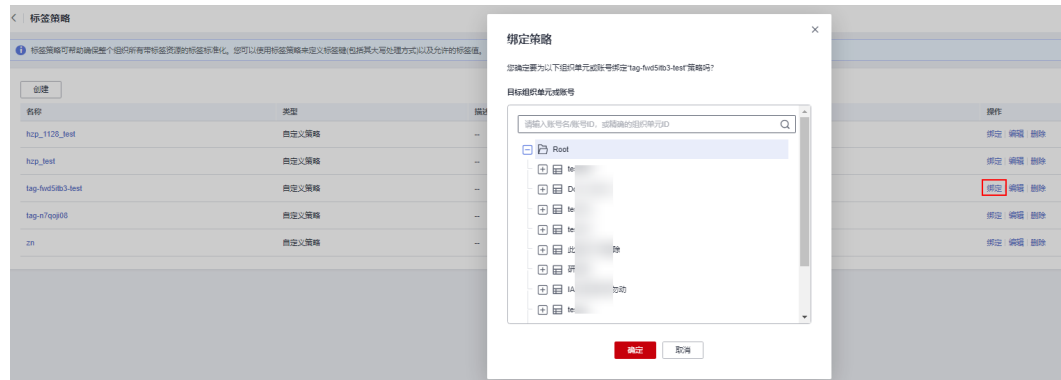 标签策略
标签策略可帮助确保整个组织所有带标签资源的标签标准化。您可以使用标签策略来定义标签键(包括其大写处理方式)以及允许的标签值。
创建
名称 类型 描述 操作
hzp_1128_test 自定义策略 -- 绑定 编辑 删除
hzp_test 自定义策略 -- 绑定 编辑 删除
tag-fwd5itb3-test 自定义策略 -- 绑定 编辑 删除
tag-n7qoji08 自定义策略 -- 绑定 编辑 删除
zn 自定义策略 -- 绑定 编辑 删除
绑定策略
您确定要为以下组织单元或账号绑定"tag-fwd5itb3-test"策略吗?
目标组织单元或账号
请输入账号名/账号ID、或精确的组织单元ID
Root
此 除
IA 勿动
确定 取消